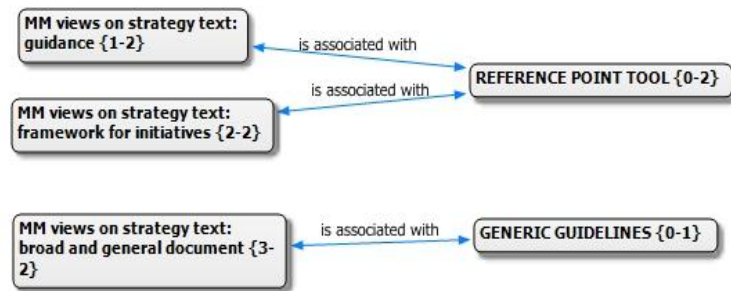 MM views on strategy text:
guidance {1-2}
is associated with
REFERENCE POINT TOOL {0-2}
is associated with
MM views on strategy text:
framework for initiatives {2-2}
MM views on strategy text:
broad and general document {3-
2}
is associated with
GENERIC GUIDELINES {0-1}